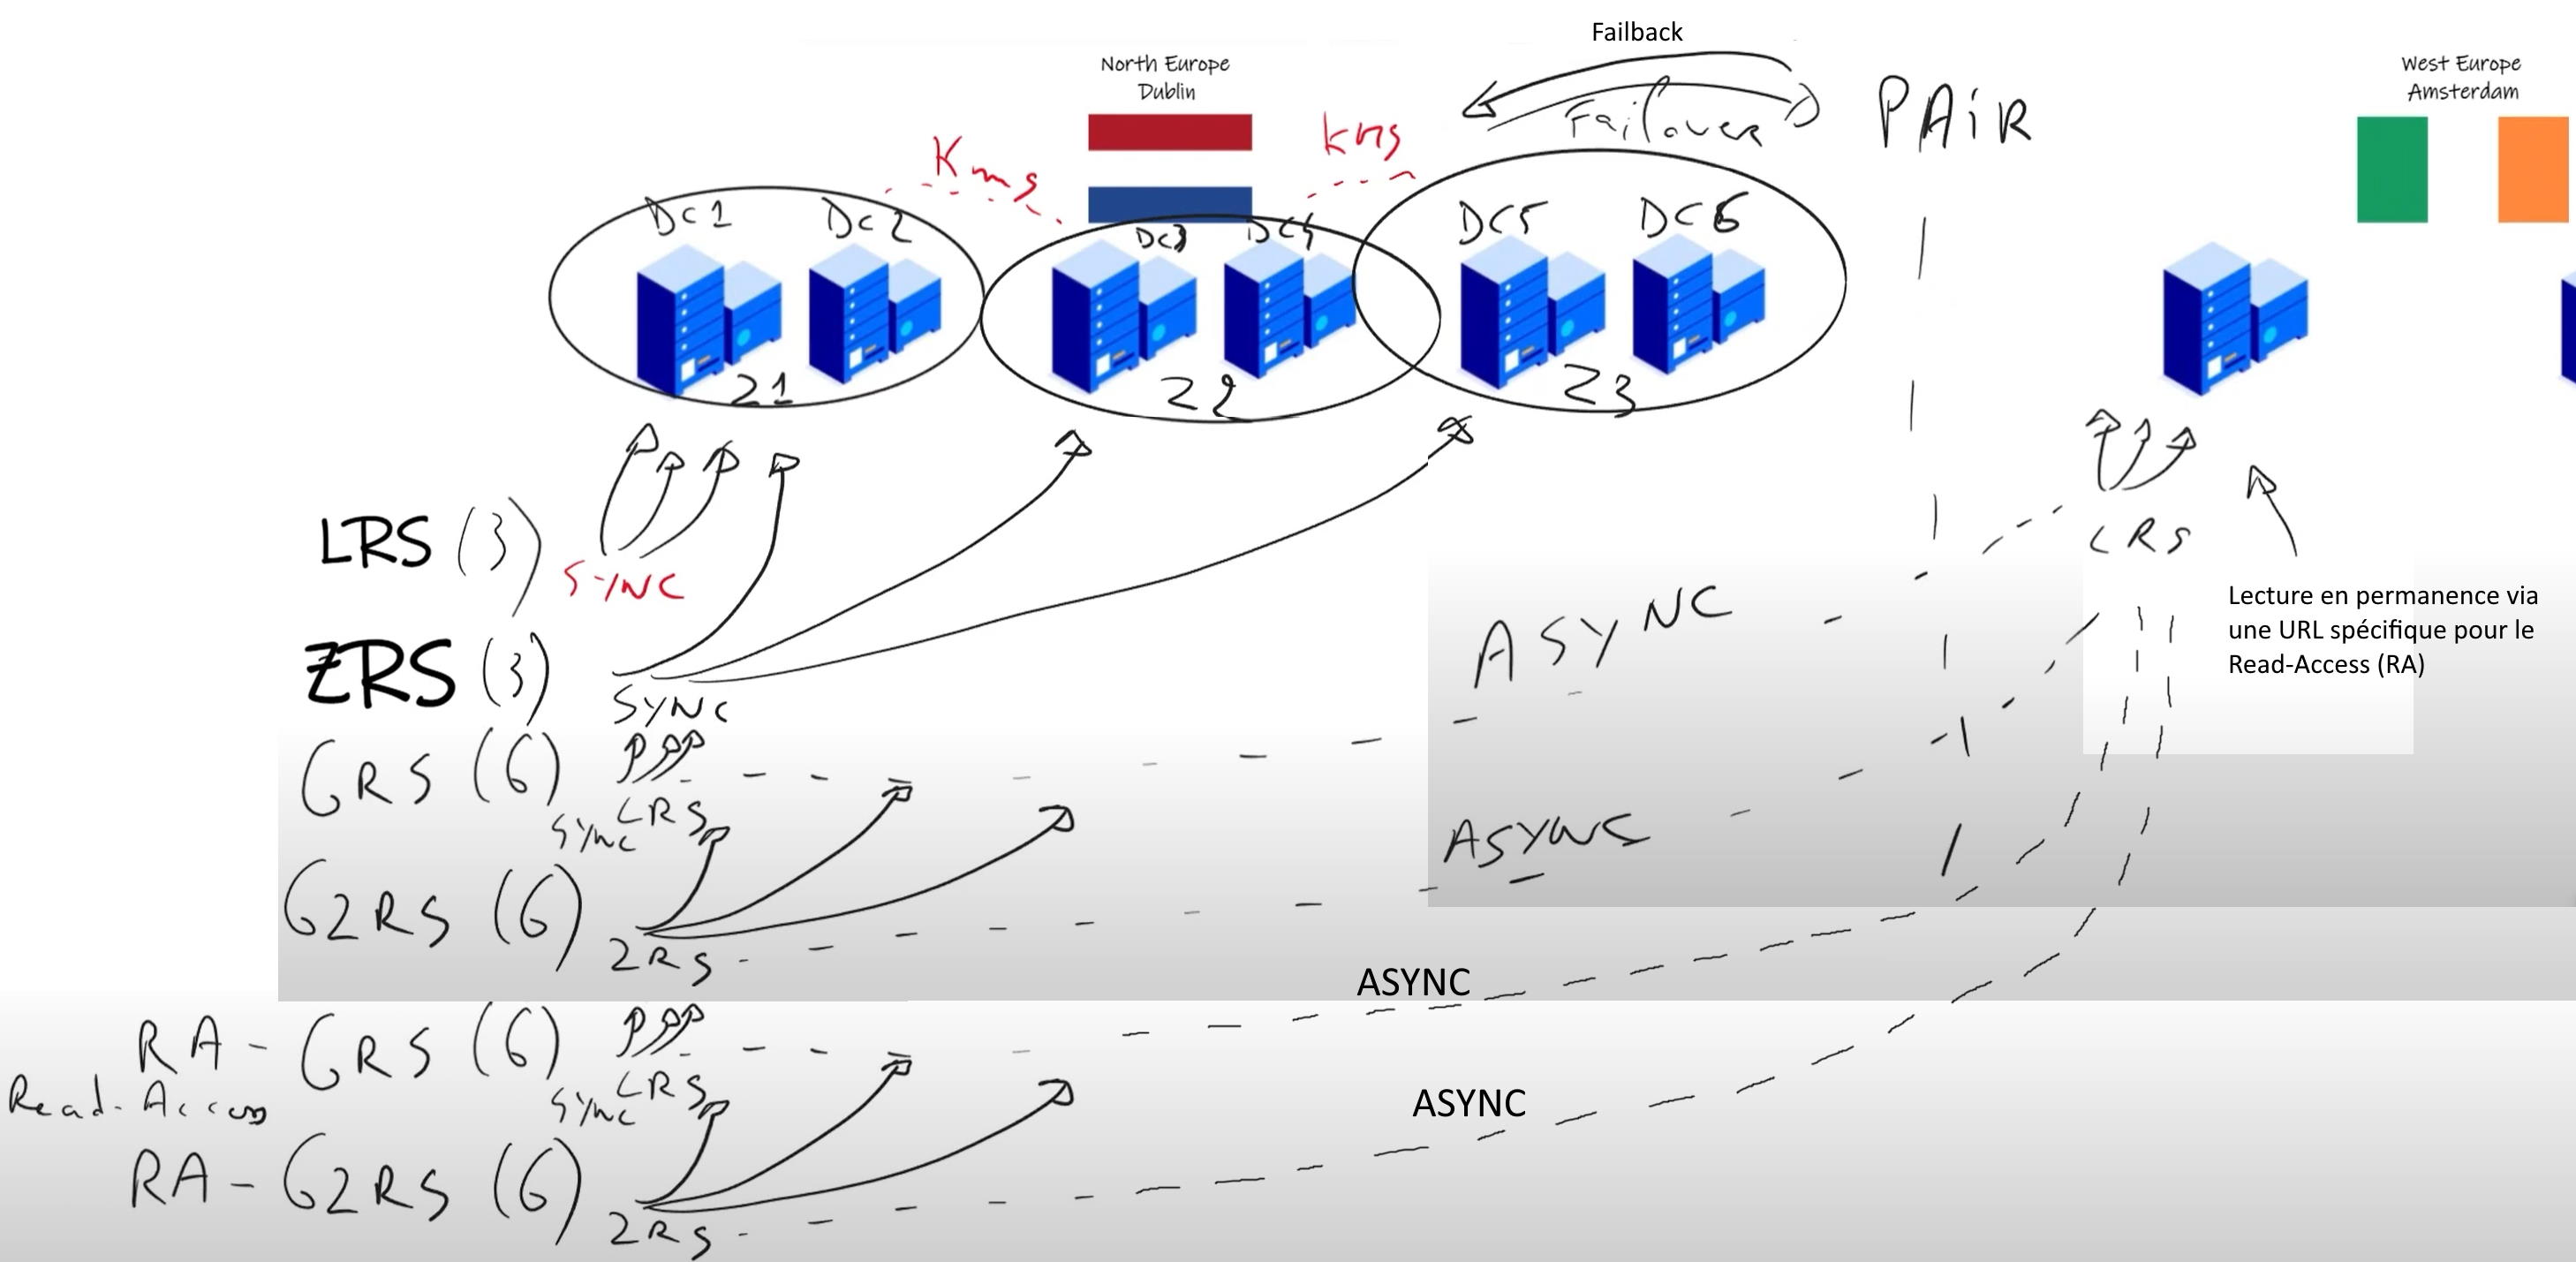 Failback
North Europe
Dublin
Failover
PAiR
West Europe
Amsterdam
Kms
kms
DC1
DC2
DC3
DC4
DC5
DC6
Z1
Z2
Z3
LRS (3)
SYNC
LRS
ZRS (3)
SYNC
ASYNC
Lecture en permanence via
une URL spécifique pour le
Read-Access (RA)
GRS (6)
LRS
SYNC
ASYNC
GZRS (6)
ZRS
ASYNC
RA - GRS (6)
LRS
Read-Access
SYNC
ASYNC
RA - GZRS (6)
ZRS